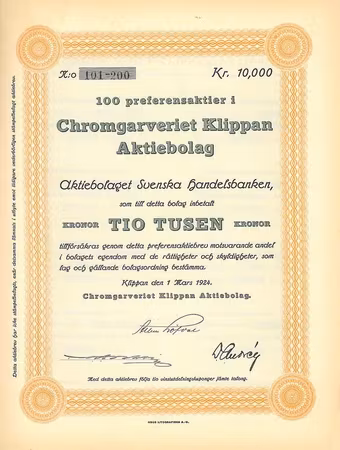 N:o 101-200 Kr. 10,000
100 preferensaktier i
Chromgarveriet Klippan
Aktiebolag
Aktiebolaget Svenska Handelsbanken,
som till detta bolag inbetalt
KRONOR TIO TUSEN KRONOR
tillförsäkras genom detta preferensaktiebrev motsvarande andel
i bolagets egendom med de rättigheter och skyldigheter, som
lag och gällande bolagsordning bestämma.
Klippan den 1 Mars 1924.
Chromgarveriet Klippan Aktiebolag.
Med detta aktiebrev följa tio vinstutdelningskuponger jämte talong.